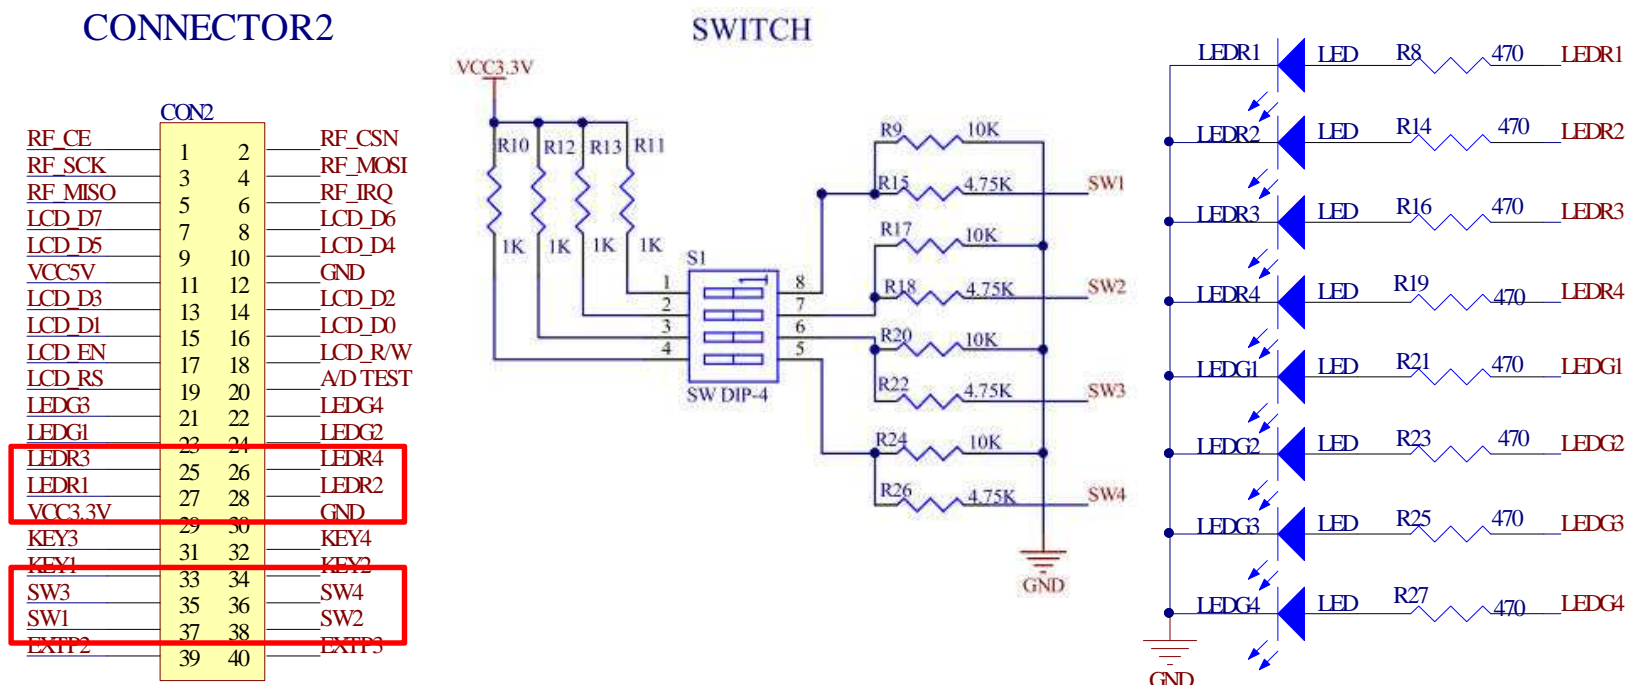 CONNECTOR2
CON2
RF_CE 1 2 RF_CSN
RF_SCK 3 4 RF_MOSI
RF_MISO 5 6 RF_IRQ
LCD_D7 7 8 LCD_D6
LCD_D5 9 10 LCD_D4
VCC5V 11 12 GND
LCD_D3 13 14 LCD_D2
LCD_D1 15 16 LCD_D0
LCD_EN 17 18 LCD_R/W
LCD_RS 19 20 A/D TEST
LEDG3 21 22 LEDG4
LEDG1 23 24 LEDG2
LEDR3 25 26 LEDR4
LEDR1 27 28 LEDR2
VCC3.3V 29 30 GND
KEY3 31 32 KEY4
KEY1 33 34 KEY2
SW3 35 36 SW4
SW1 37 38 SW2
EXTP2 39 40 EXTP3
SWITCH
VCC3.3V
R10 R12 R13 R11
1K 1K 1K 1K
S1
1 8
2 7
3 6
4 5
SW DIP-4
R9 10K
R15 4.75K SW1
R17 10K
R18 4.75K SW2
R20 10K
R22 4.75K SW3
R24 10K
R26 4.75K SW4
GND
LEDR1 LED R8 470 LEDR1
LEDR2 LED R14 470 LEDR2
LEDR3 LED R16 470 LEDR3
LEDR4 LED R19 470 LEDR4
LEDG1 LED R21 470 LEDG1
LEDG2 LED R23 470 LEDG2
LEDG3 LED R25 470 LEDG3
LEDG4 LED R27 470 LEDG4
GND